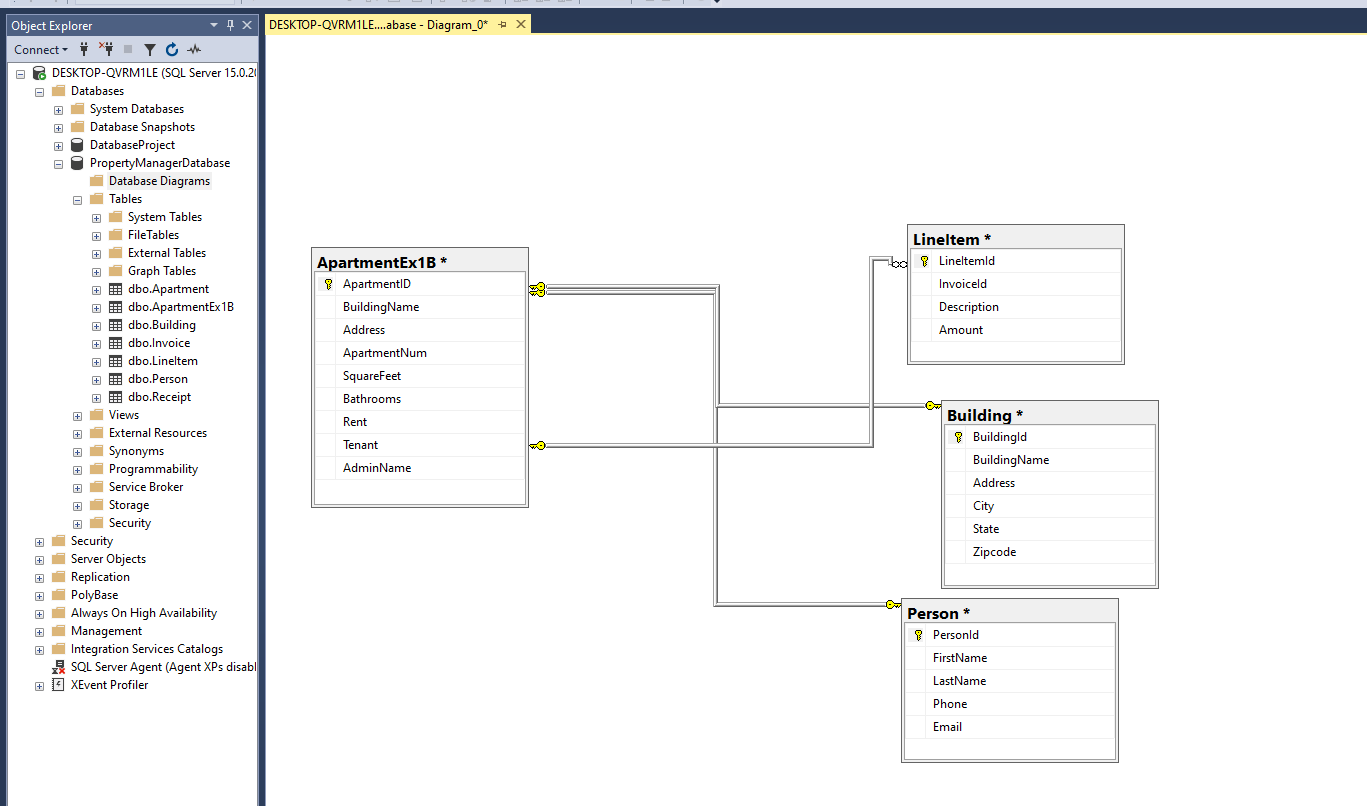 Object Explorer
DESKTOP-QVRM1LE....abase - Diagram_0*
Connect
DESKTOP-QVRM1LE (SQL Server 15.0.20
Databases
System Databases
Database Snapshots
DatabaseProject
PropertyManagerDatabase
Database Diagrams
Tables
System Tables
FileTables
External Tables
Graph Tables
dbo.Apartment
dbo.ApartmentEx1B
dbo.Building
dbo.Invoice
dbo.LineItem
dbo.Person
dbo.Receipt
Views
External Resources
Synonyms
Programmability
Service Broker
Storage
Security
Security
Server Objects
Replication
PolyBase
Always On High Availability
Management
Integration Services Catalogs
SQL Server Agent (Agent XPs disabl
XEvent Profiler
ApartmentEx1B *
ApartmentID
BuildingName
Address
ApartmentNum
SquareFeet
Bathrooms
Rent
Tenant
AdminName
LineItem *
LineItemId
InvoiceId
Description
Amount
Building *
BuildingId
BuildingName
Address
City
State
Zipcode
Person *
PersonId
FirstName
LastName
Phone
Email